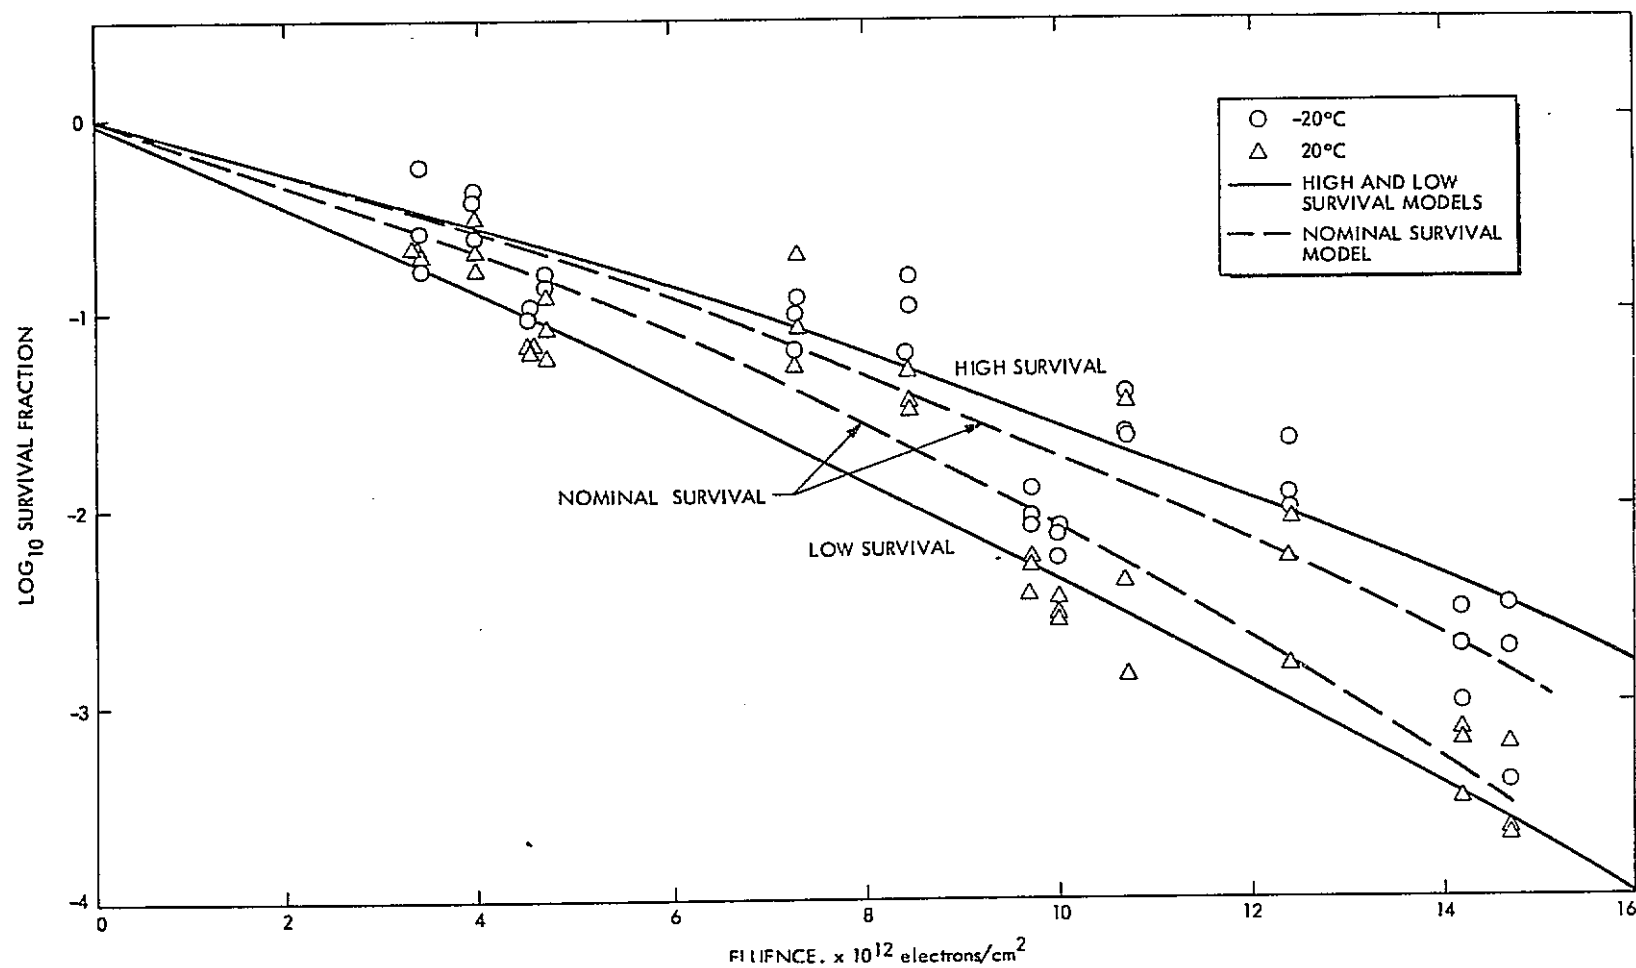 -20°C
20°C
HIGH AND LOW
SURVIVAL MODELS
NOMINAL SURVIVAL
MODEL
0
-1
-2
-3
-4
LOG10 SURVIVAL FRACTION
HIGH SURVIVAL
NOMINAL SURVIVAL
LOW SURVIVAL
0 2 4 6 8 10 12 14 16
FLUENCE, x 10^12 electrons/cm^2